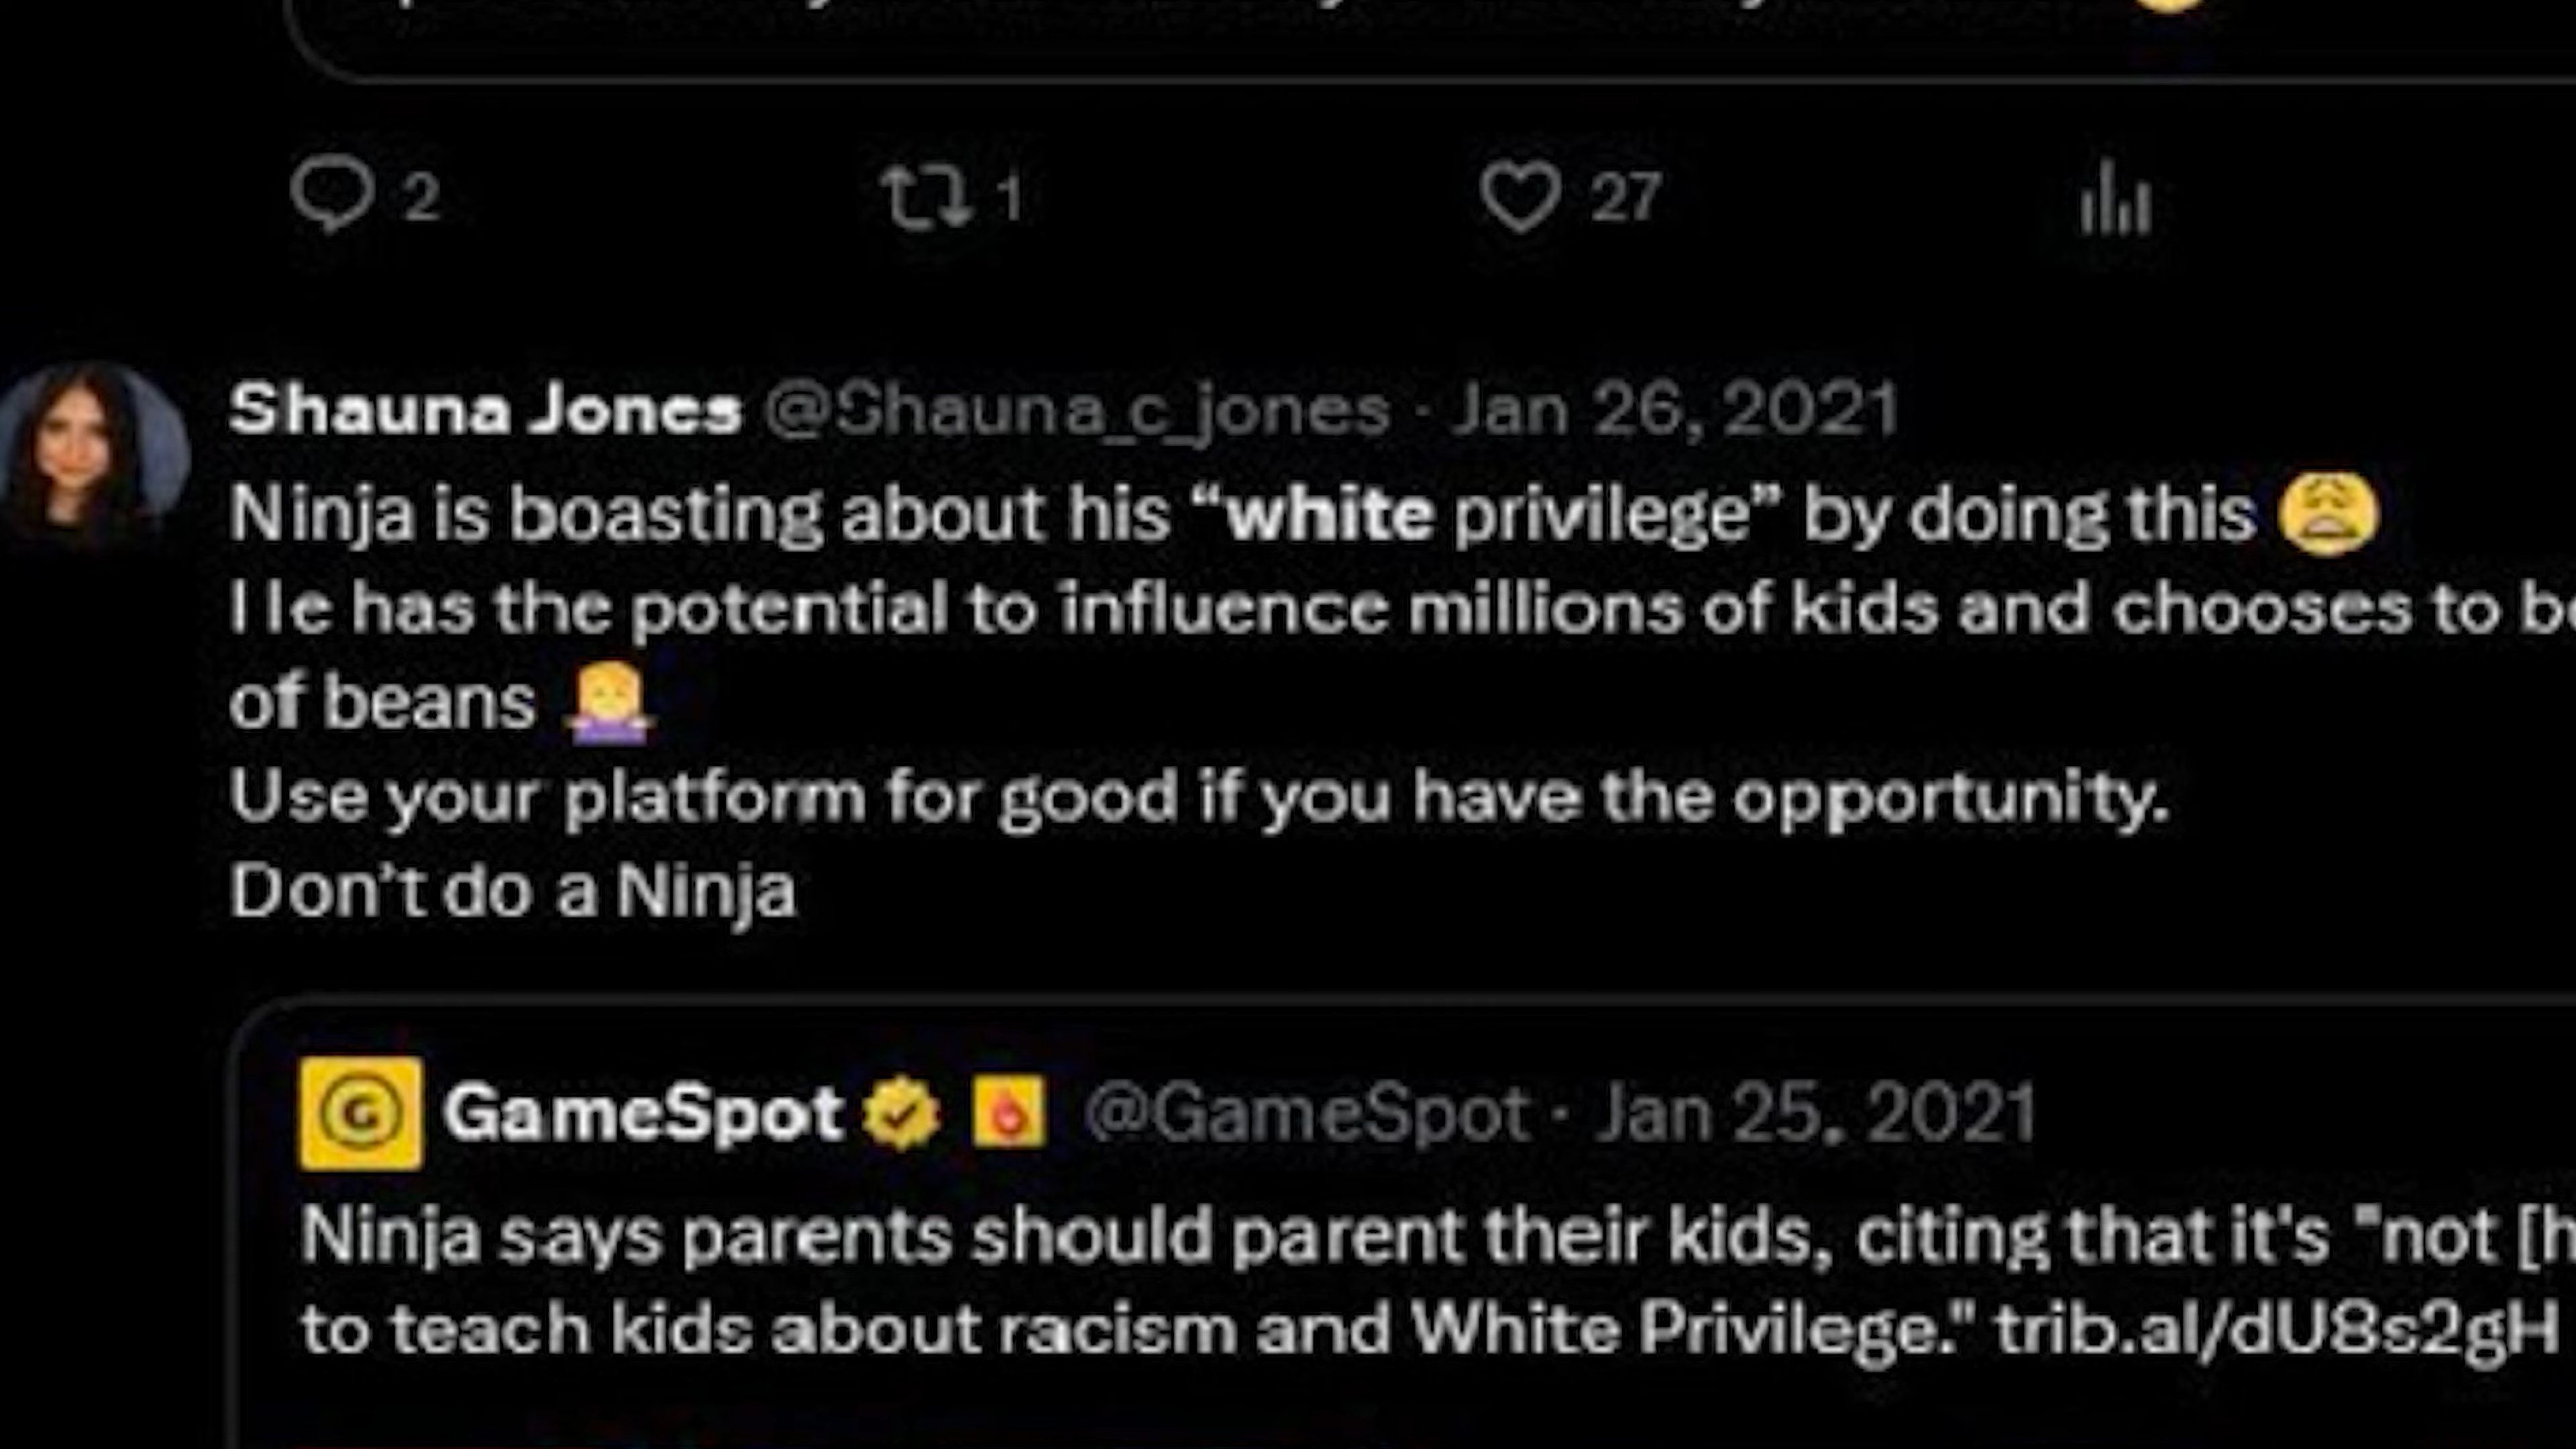 2 1 27
Shauna Jones @Shauna_c_jones · Jan 26, 2021
Ninja is boasting about his “white privilege” by doing this 😩
He has the potential to influence millions of kids and chooses to
of beans 🤷‍♀️
Use your platform for good if you have the opportunity.
Don’t do a Ninja
G GameSpot @GameSpot · Jan 25, 2021
Ninja says parents should parent their kids, citing that it's "not [h
to teach kids about racism and White Privilege." trib.al/dU8s2gH